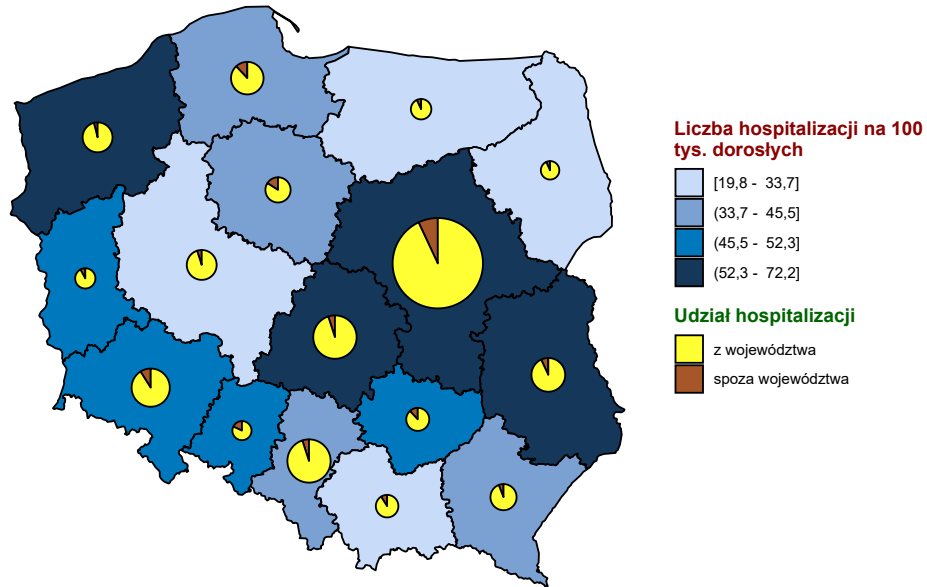 Liczba hospitalizacji na 100
tys. dorosłych
[19,8 - 33,7]
(33,7 - 45,5]
(45,5 - 52,3]
(52,3 - 72,2]
Udział hospitalizacji
z województwa
spoza województwa